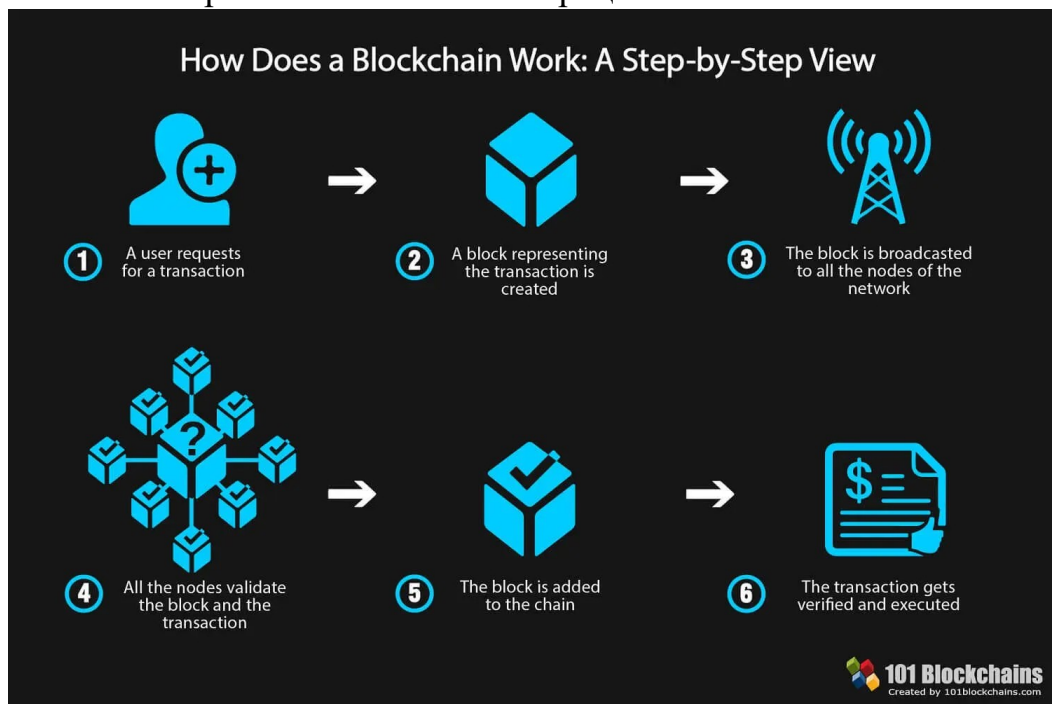 How Does a Blockchain Work: A Step-by-Step View
1
A user requests
for a transaction
2
A block representing
the transaction is
created
3
The block is broadcasted
to all the nodes of the
network
?
4
All the nodes validate
the block and the
transaction
5
The block is added
to the chain
$
6
The transaction gets
verified and executed
101 Blockchains
Created by 101blockchains.com